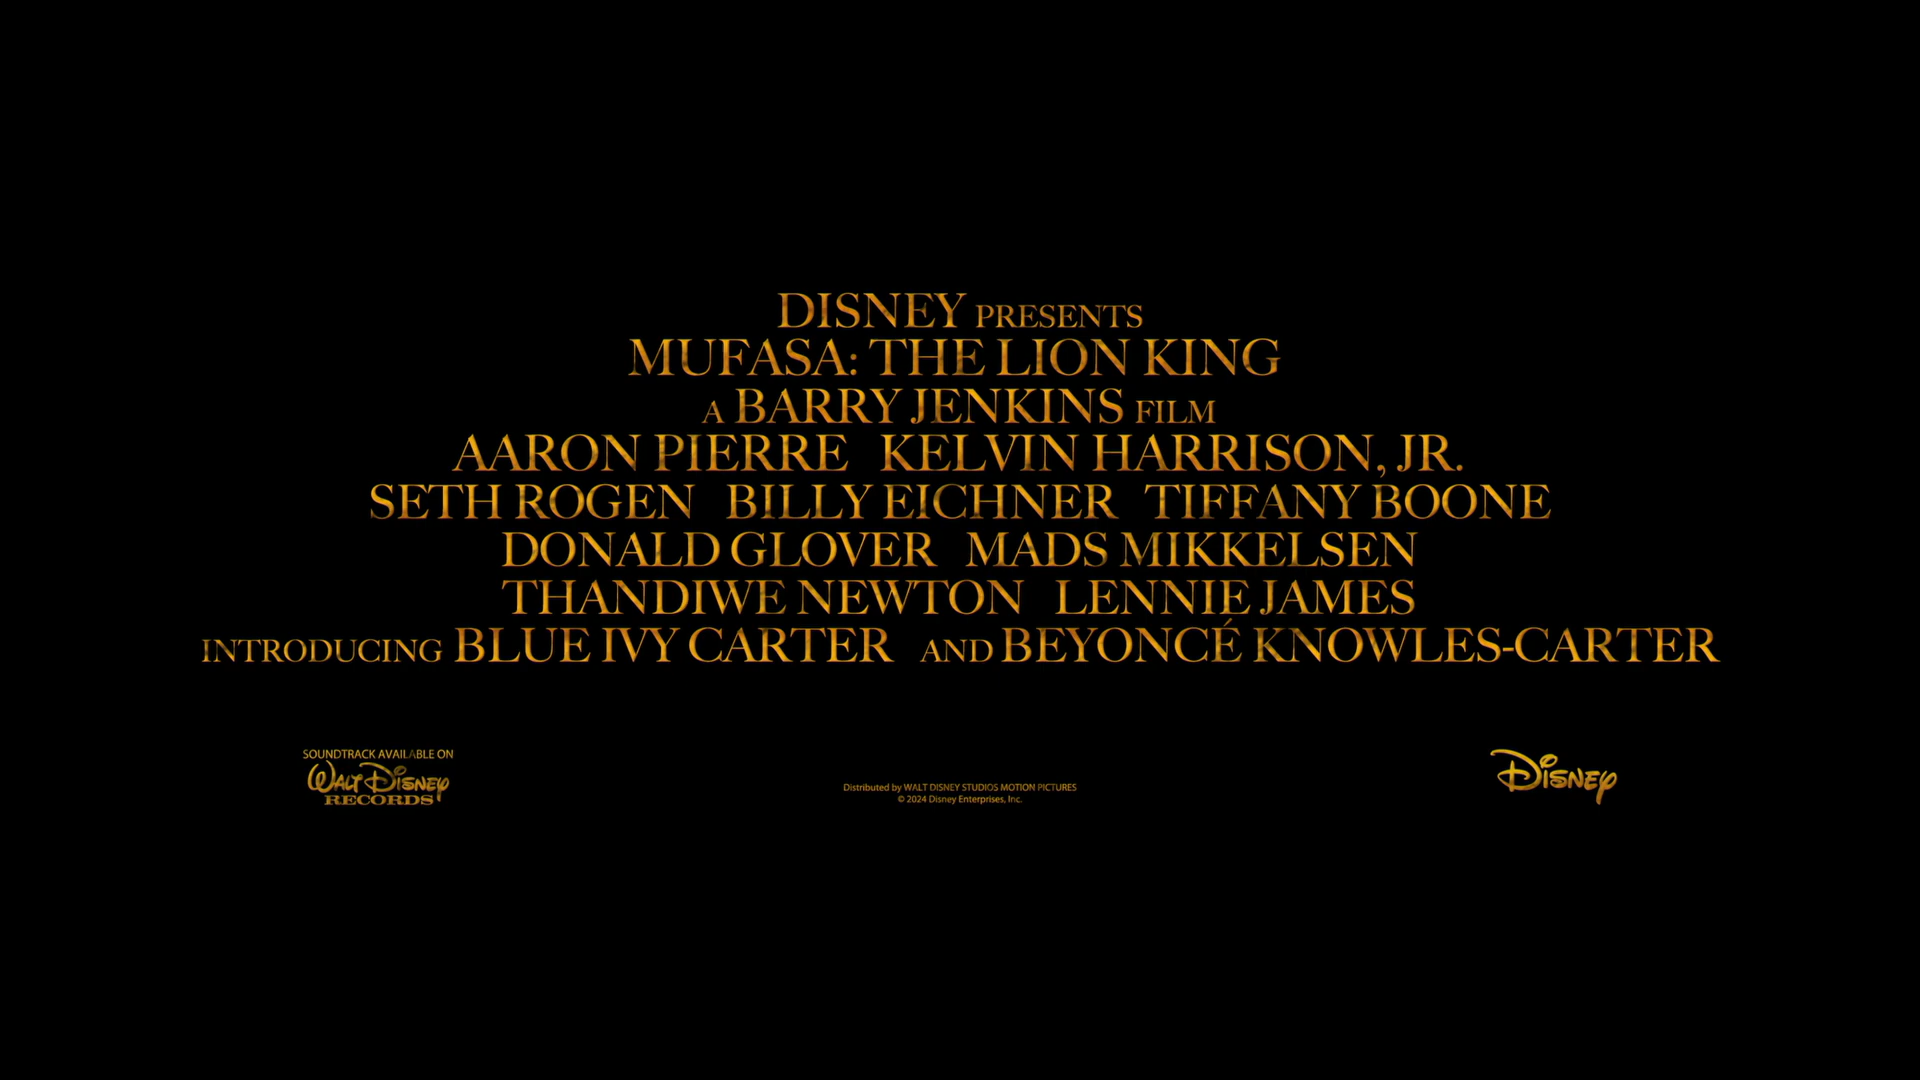 DISNEY PRESENTS
MUFASA: THE LION KING
A BARRY JENKINS FILM
AARON PIERRE KELVIN HARRISON, JR.
SETH ROGEN BILLY EICHNER TIFFANY BOONE
DONALD GLOVER MADS MIKKELSEN
THANDIWE NEWTON LENNIE JAMES
INTRODUCING BLUE IVY CARTER AND BEYONCÉ KNOWLES-CARTER
SOUNDTRACK AVAILABLE ON
WALT DISNEY
RECORDS
Distributed by WALT DISNEY STUDIOS MOTION PICTURES
© 2024 Disney Enterprises, Inc.
DISNEY